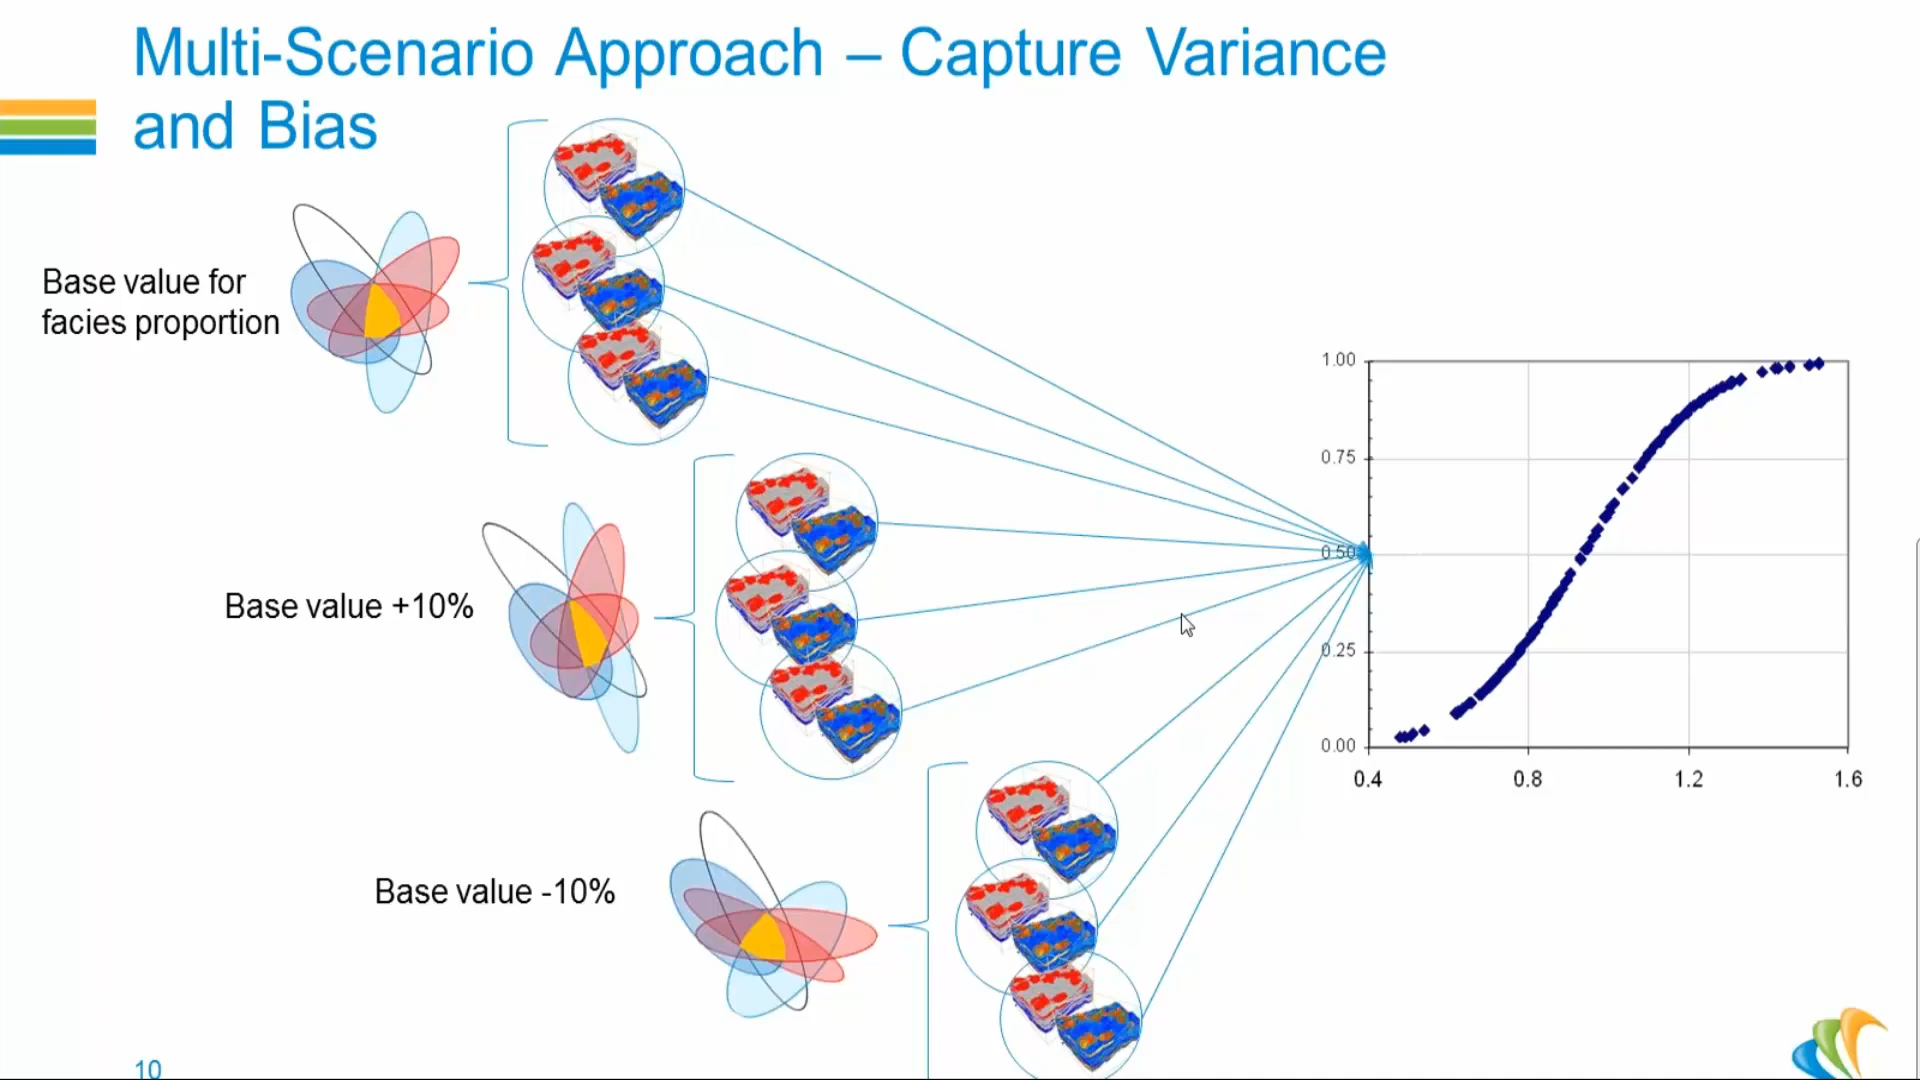 Multi-Scenario Approach – Capture Variance
and Bias
Base value for
facies proportion
Base value +10%
Base value -10%
1.00
0.75
0.50
0.25
0.00
0.4 0.8 1.2 1.6
10